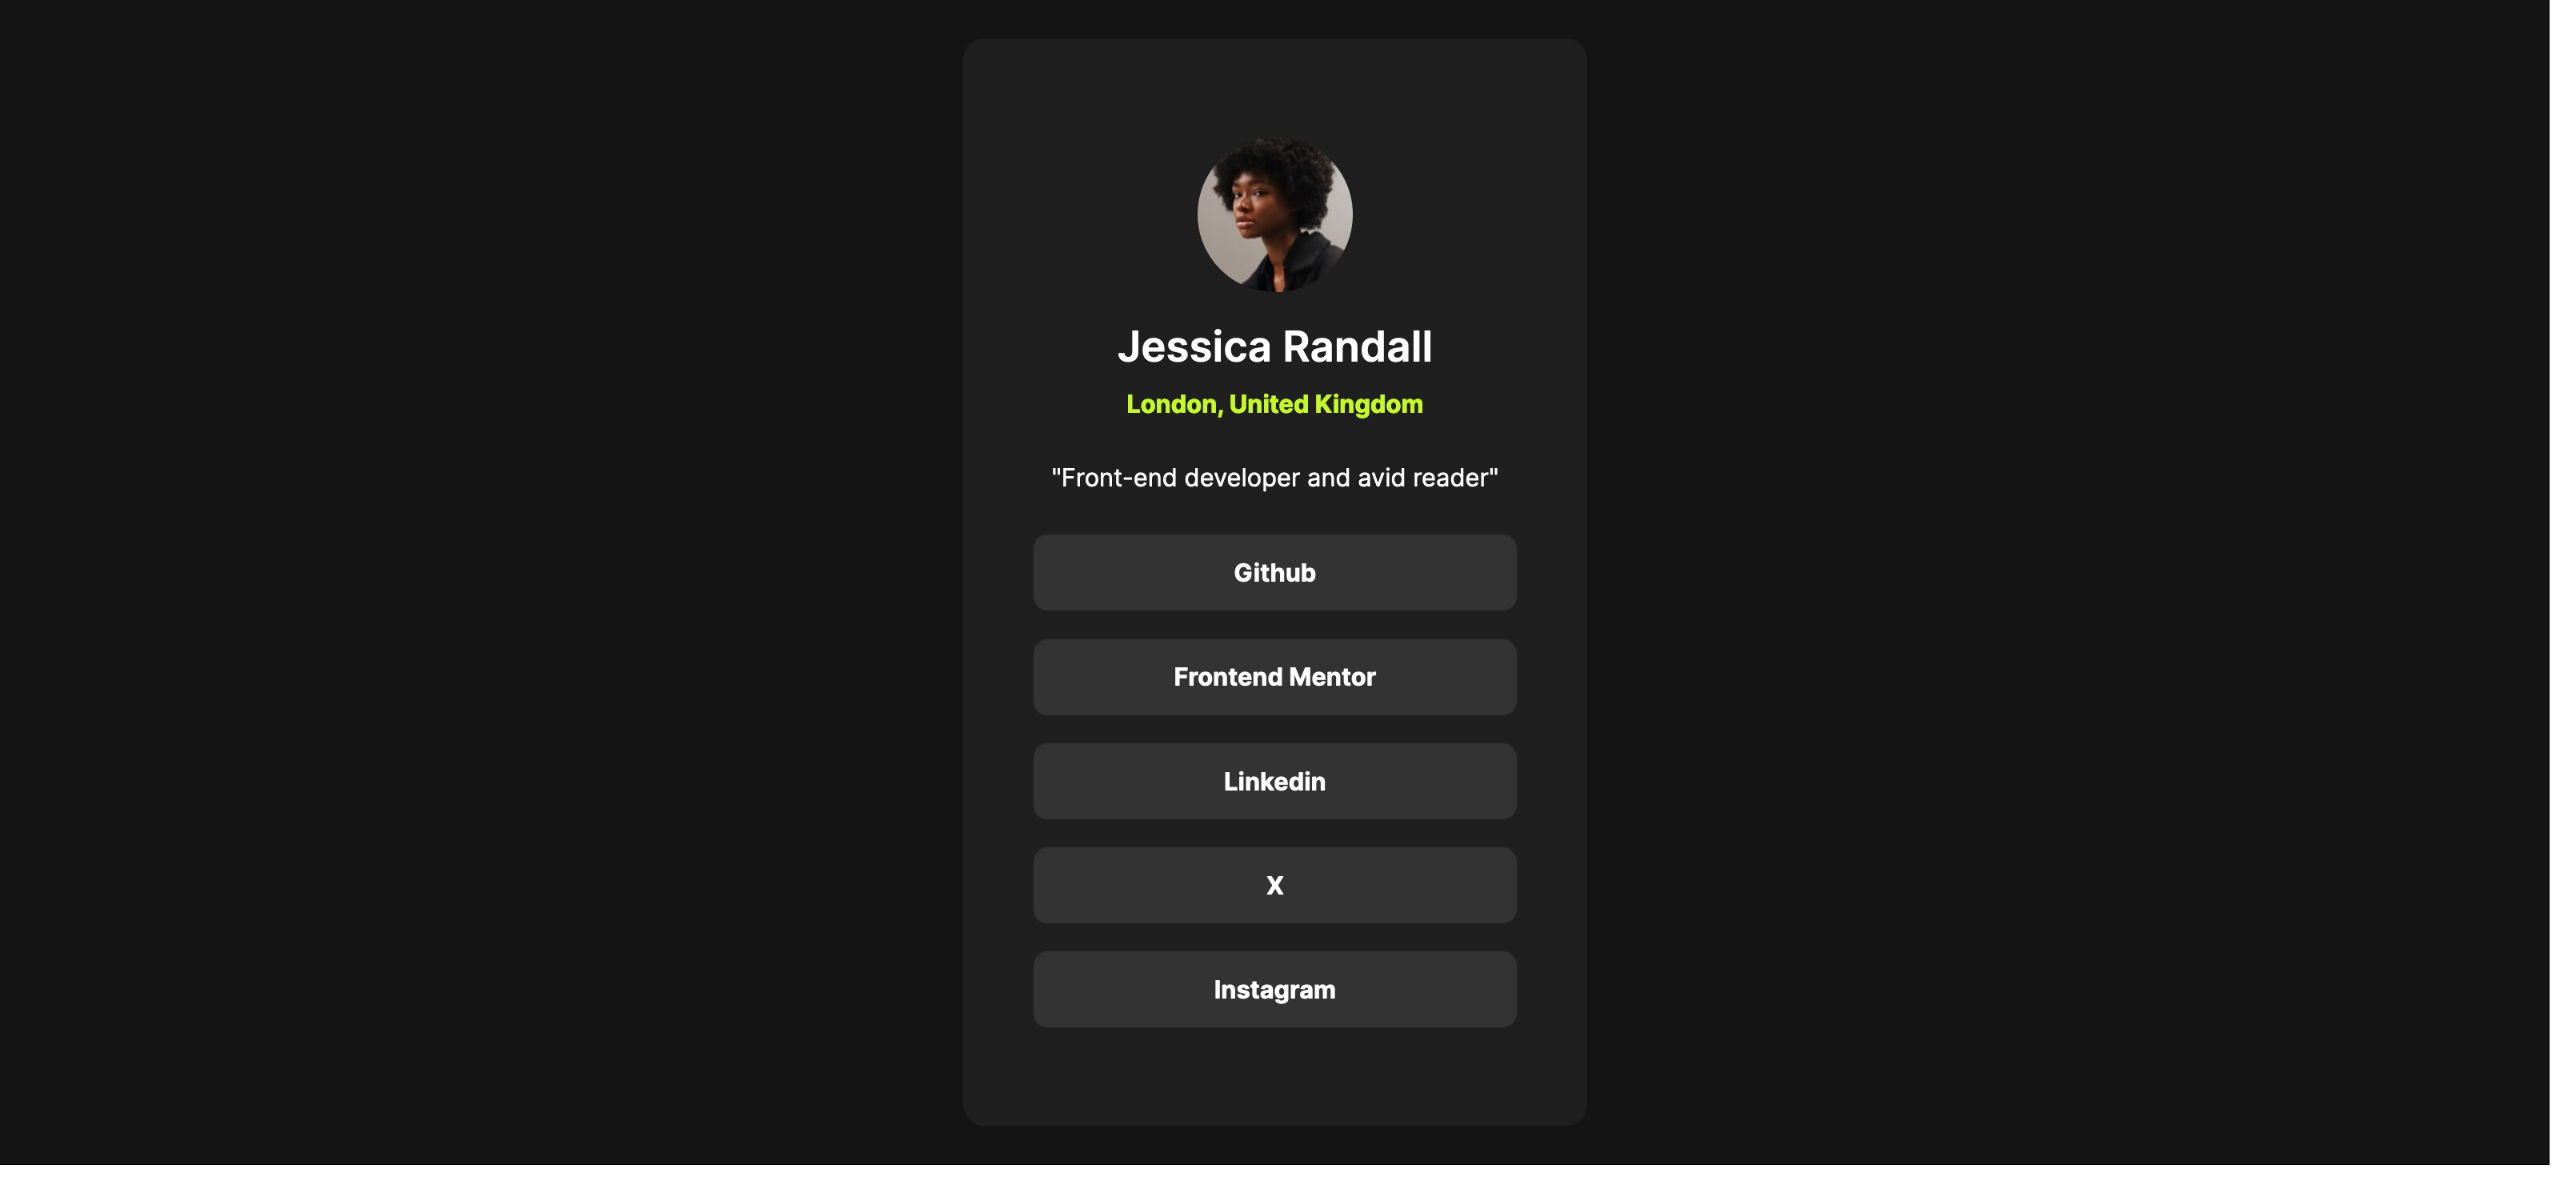 Jessica Randall
London, United Kingdom
"Front-end developer and avid reader"
Github
Frontend Mentor
Linkedin
X
Instagram